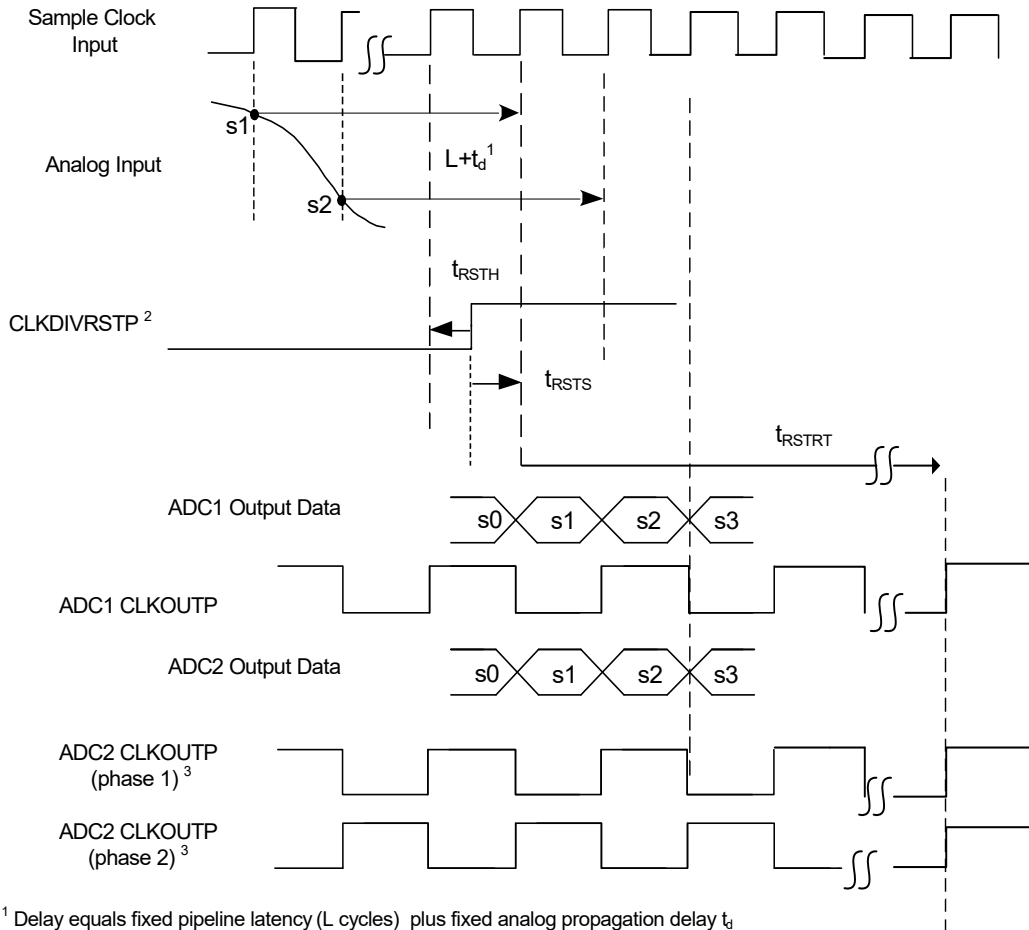 Sample Clock
Input
s1
Analog Input
L+td1
s2
tRSTH
CLKDIVRSTP 2
tRSTS
tRSTRT
ADC1 Output Data
s0 s1 s2 s3
ADC1 CLKOUTP
ADC2 Output Data
s0 s1 s2 s3
ADC2 CLKOUTP
(phase 1) 3
ADC2 CLKOUTP
(phase 2) 3
1 Delay equals fixed pipeline latency (L cycles) plus fixed analog propagation delay td